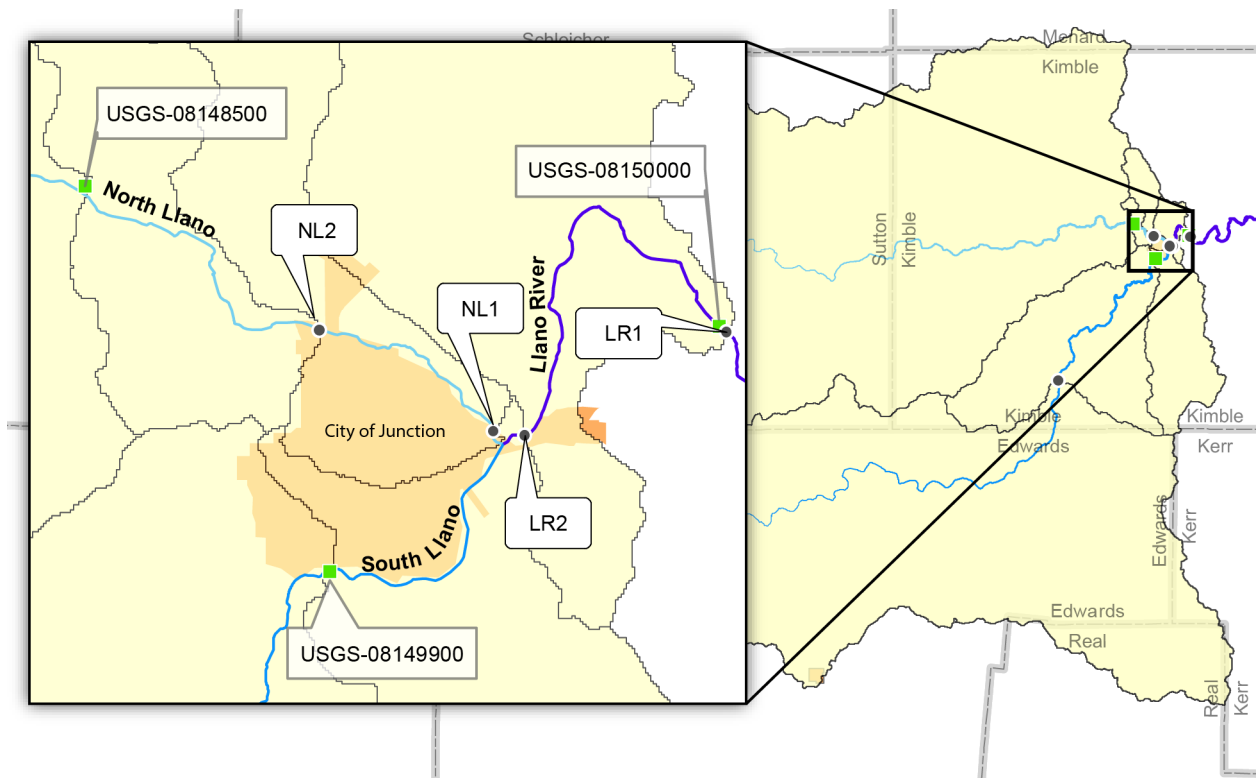 Schleicher
Menard
Kimble
USGS-08148500
USGS-08150000
North Llano
NL2
Sutton
Kimble
NL1
Llano River
LR1
City of Junction
Kimble
Edwards
Kimble
Kerr
LR2
South Llano
Edwards
Kerr
USGS-08149900
Edwards
Real
Real
Kerr